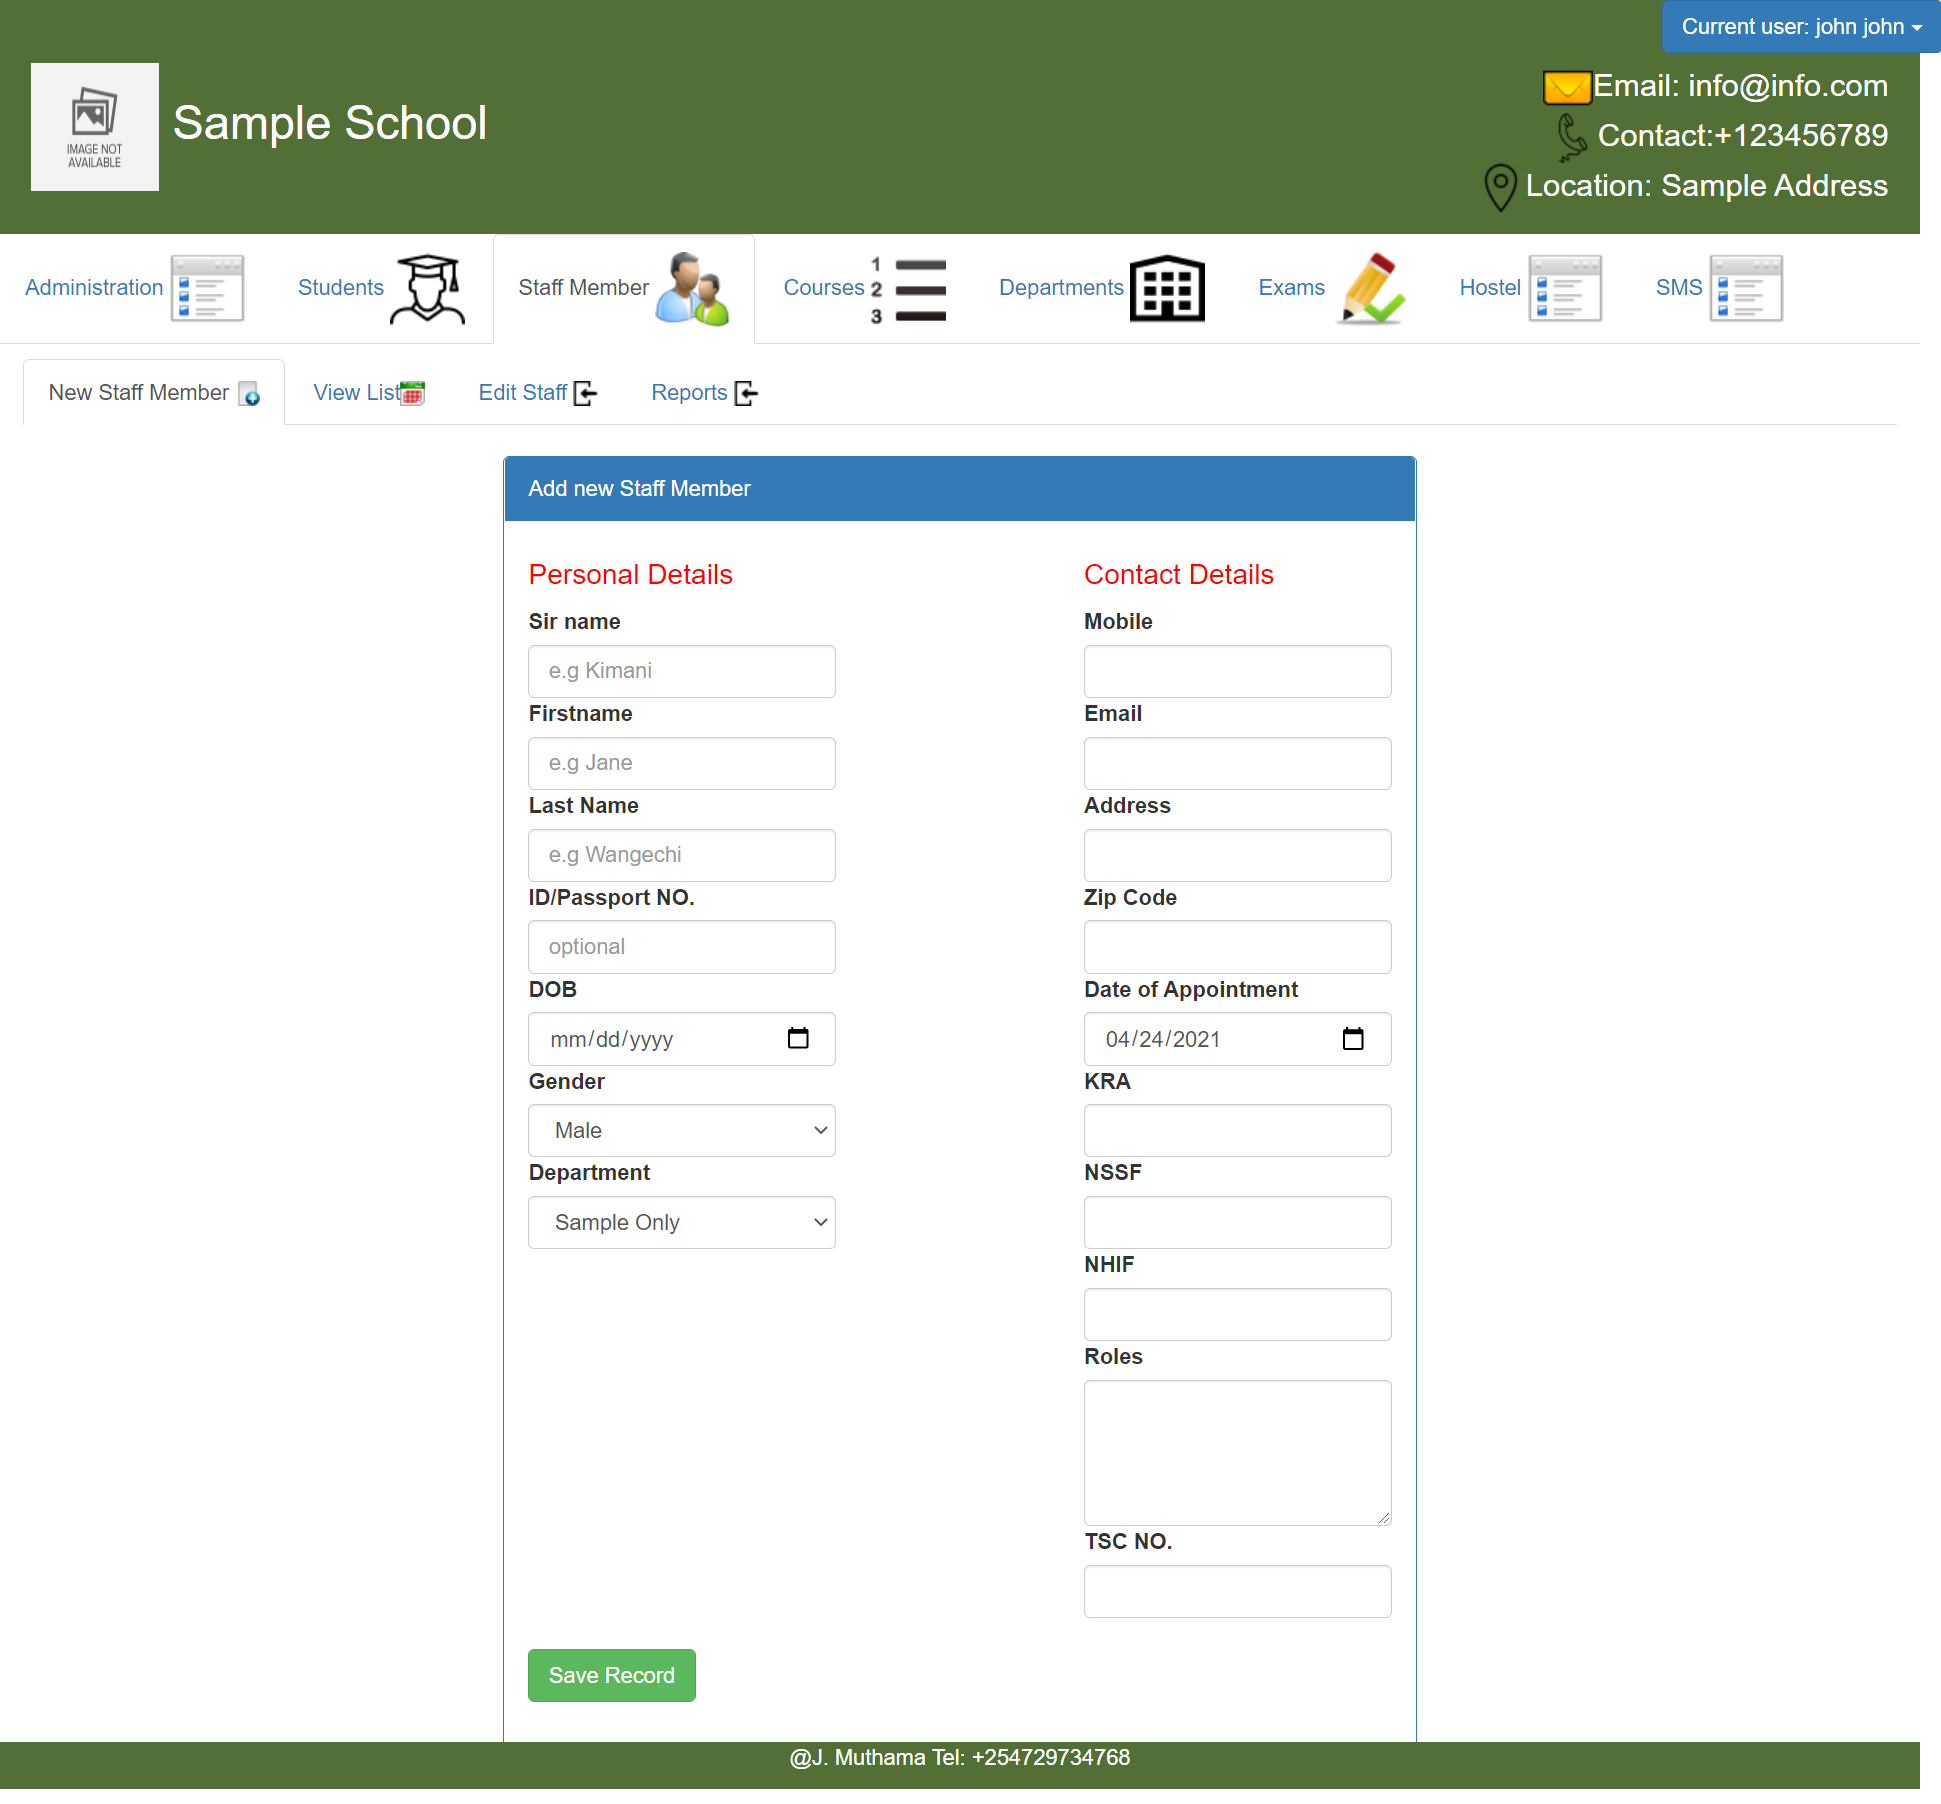 Current user: john john
IMAGE NOT
AVAILABLE
Sample School
Email: info@info.com
Contact:+123456789
Location: Sample Address
Administration
Students
Staff Member
Courses
1
2
3
Departments
Exams
Hostel
SMS
New Staff Member
View List
Edit Staff
Reports
Add new Staff Member
Personal Details
Sir name
e.g Kimani
Firstname
e.g Jane
Last Name
e.g Wangechi
ID/Passport NO.
optional
DOB
mm/dd/yyyy
Gender
Male
Department
Sample Only
Contact Details
Mobile
Email
Address
Zip Code
Date of Appointment
04/24/2021
KRA
NSSF
NHIF
Roles
TSC NO.
Save Record
@J. Muthama Tel: +254729734768